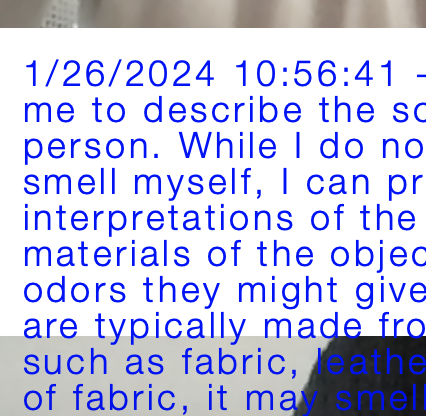 1/26/2024 10:56:41 -
me to describe the sc
person. While I do no
smell myself, I can pr
interpretations of the
materials of the objec
odors they might give
are typically made fro
such as fabric, leathe
of fabric, it may smell